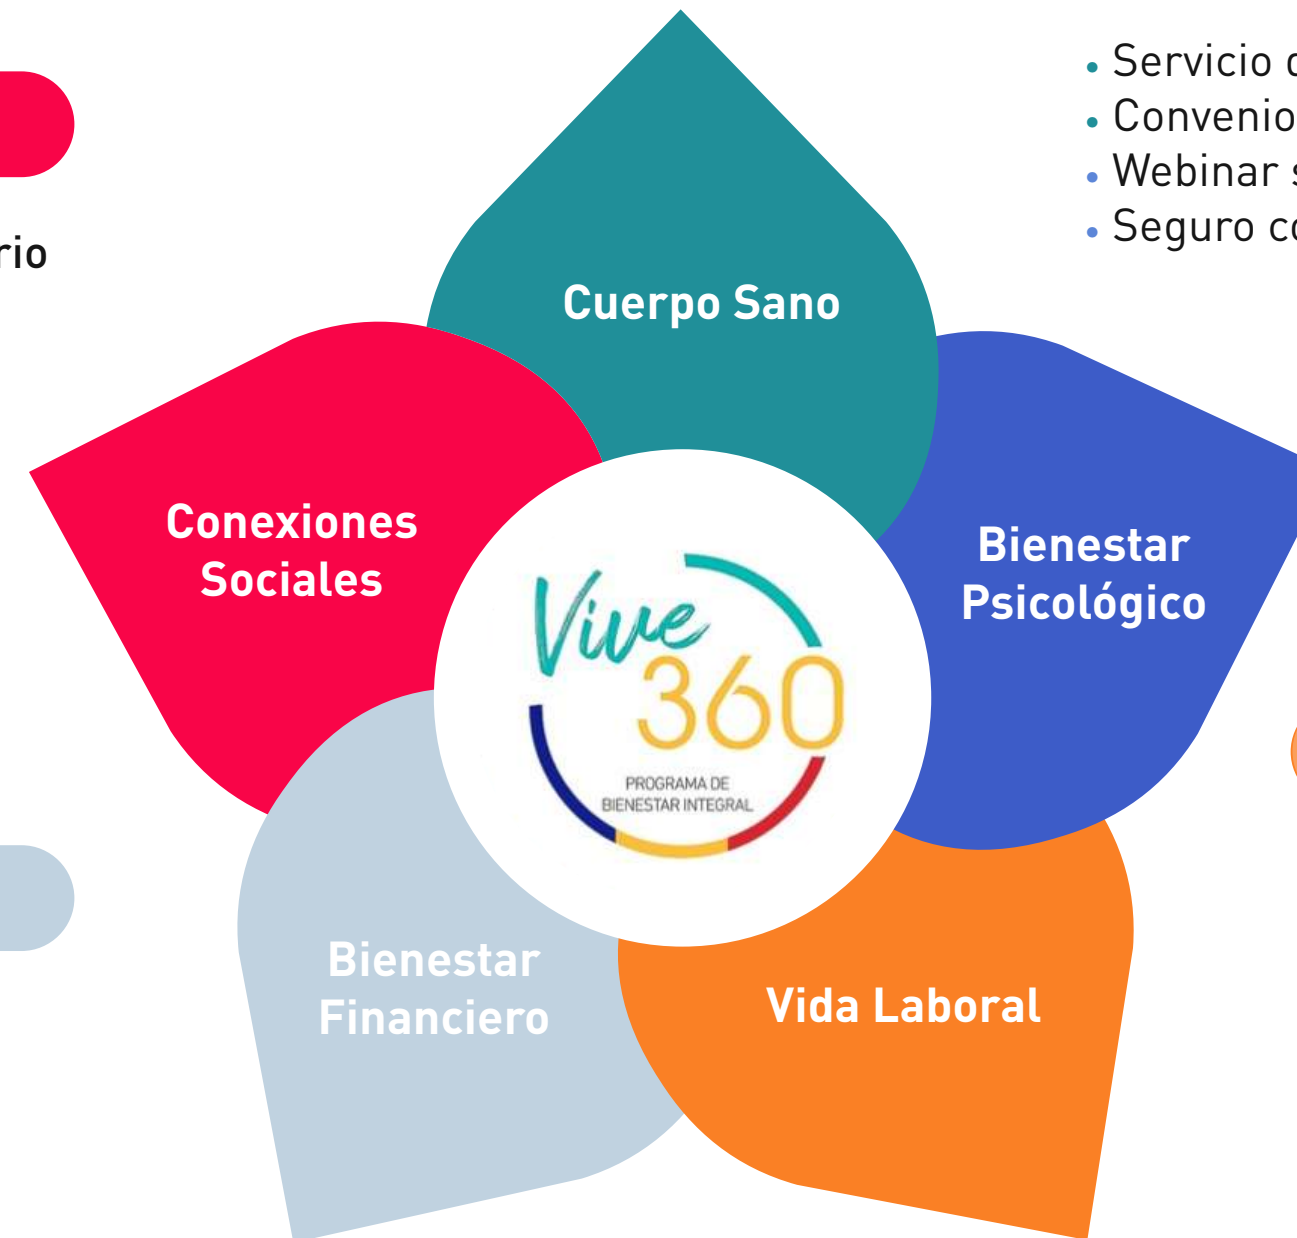 Servicio
Convenio
Webinar
Seguro
Cuerpo Sano
Conexiones
Sociales
Bienestar
Psicológico
Vive
360
PROGRAMA DE
BIENESTAR INTEGRAL
Bienestar
Financiero
Vida Laboral